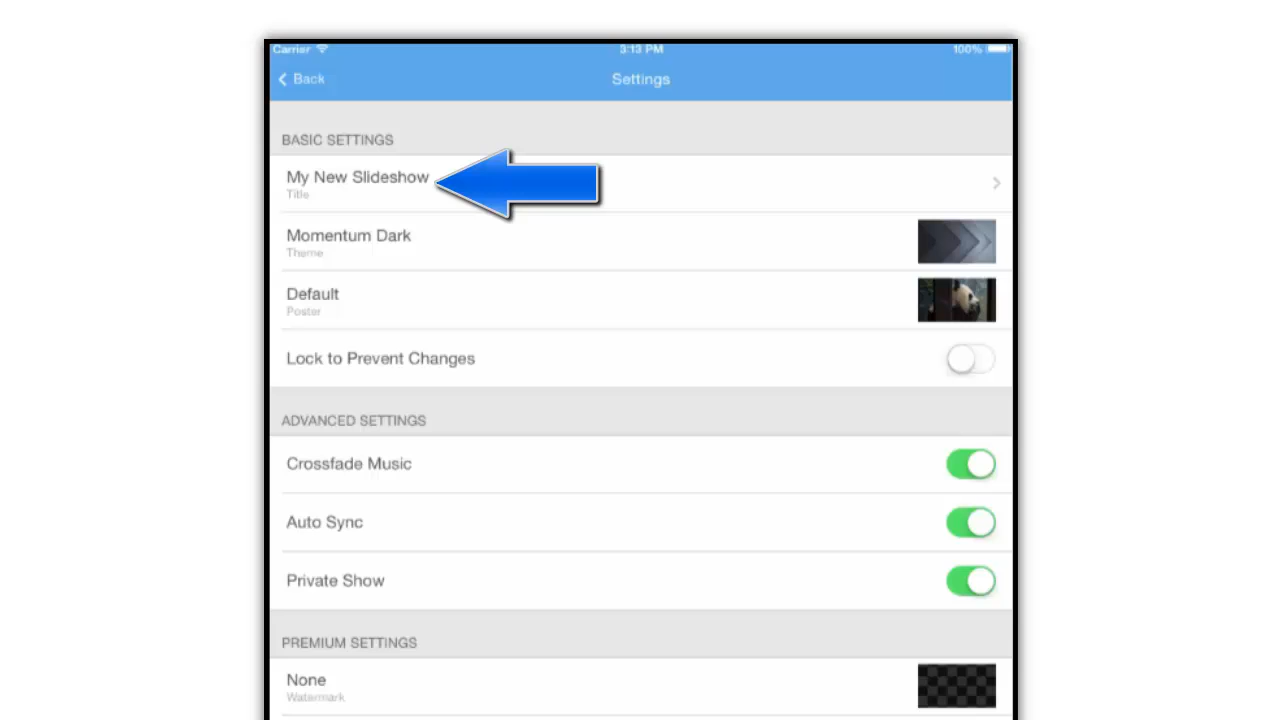 Carrier 3:13 PM 100%
Back Settings
BASIC SETTINGS
My New Slideshow
Title
Momentum Dark
Theme
Default
Poster
Lock to Prevent Changes
ADVANCED SETTINGS
Crossfade Music
Auto Sync
Private Show
PREMIUM SETTINGS
None
Watermark